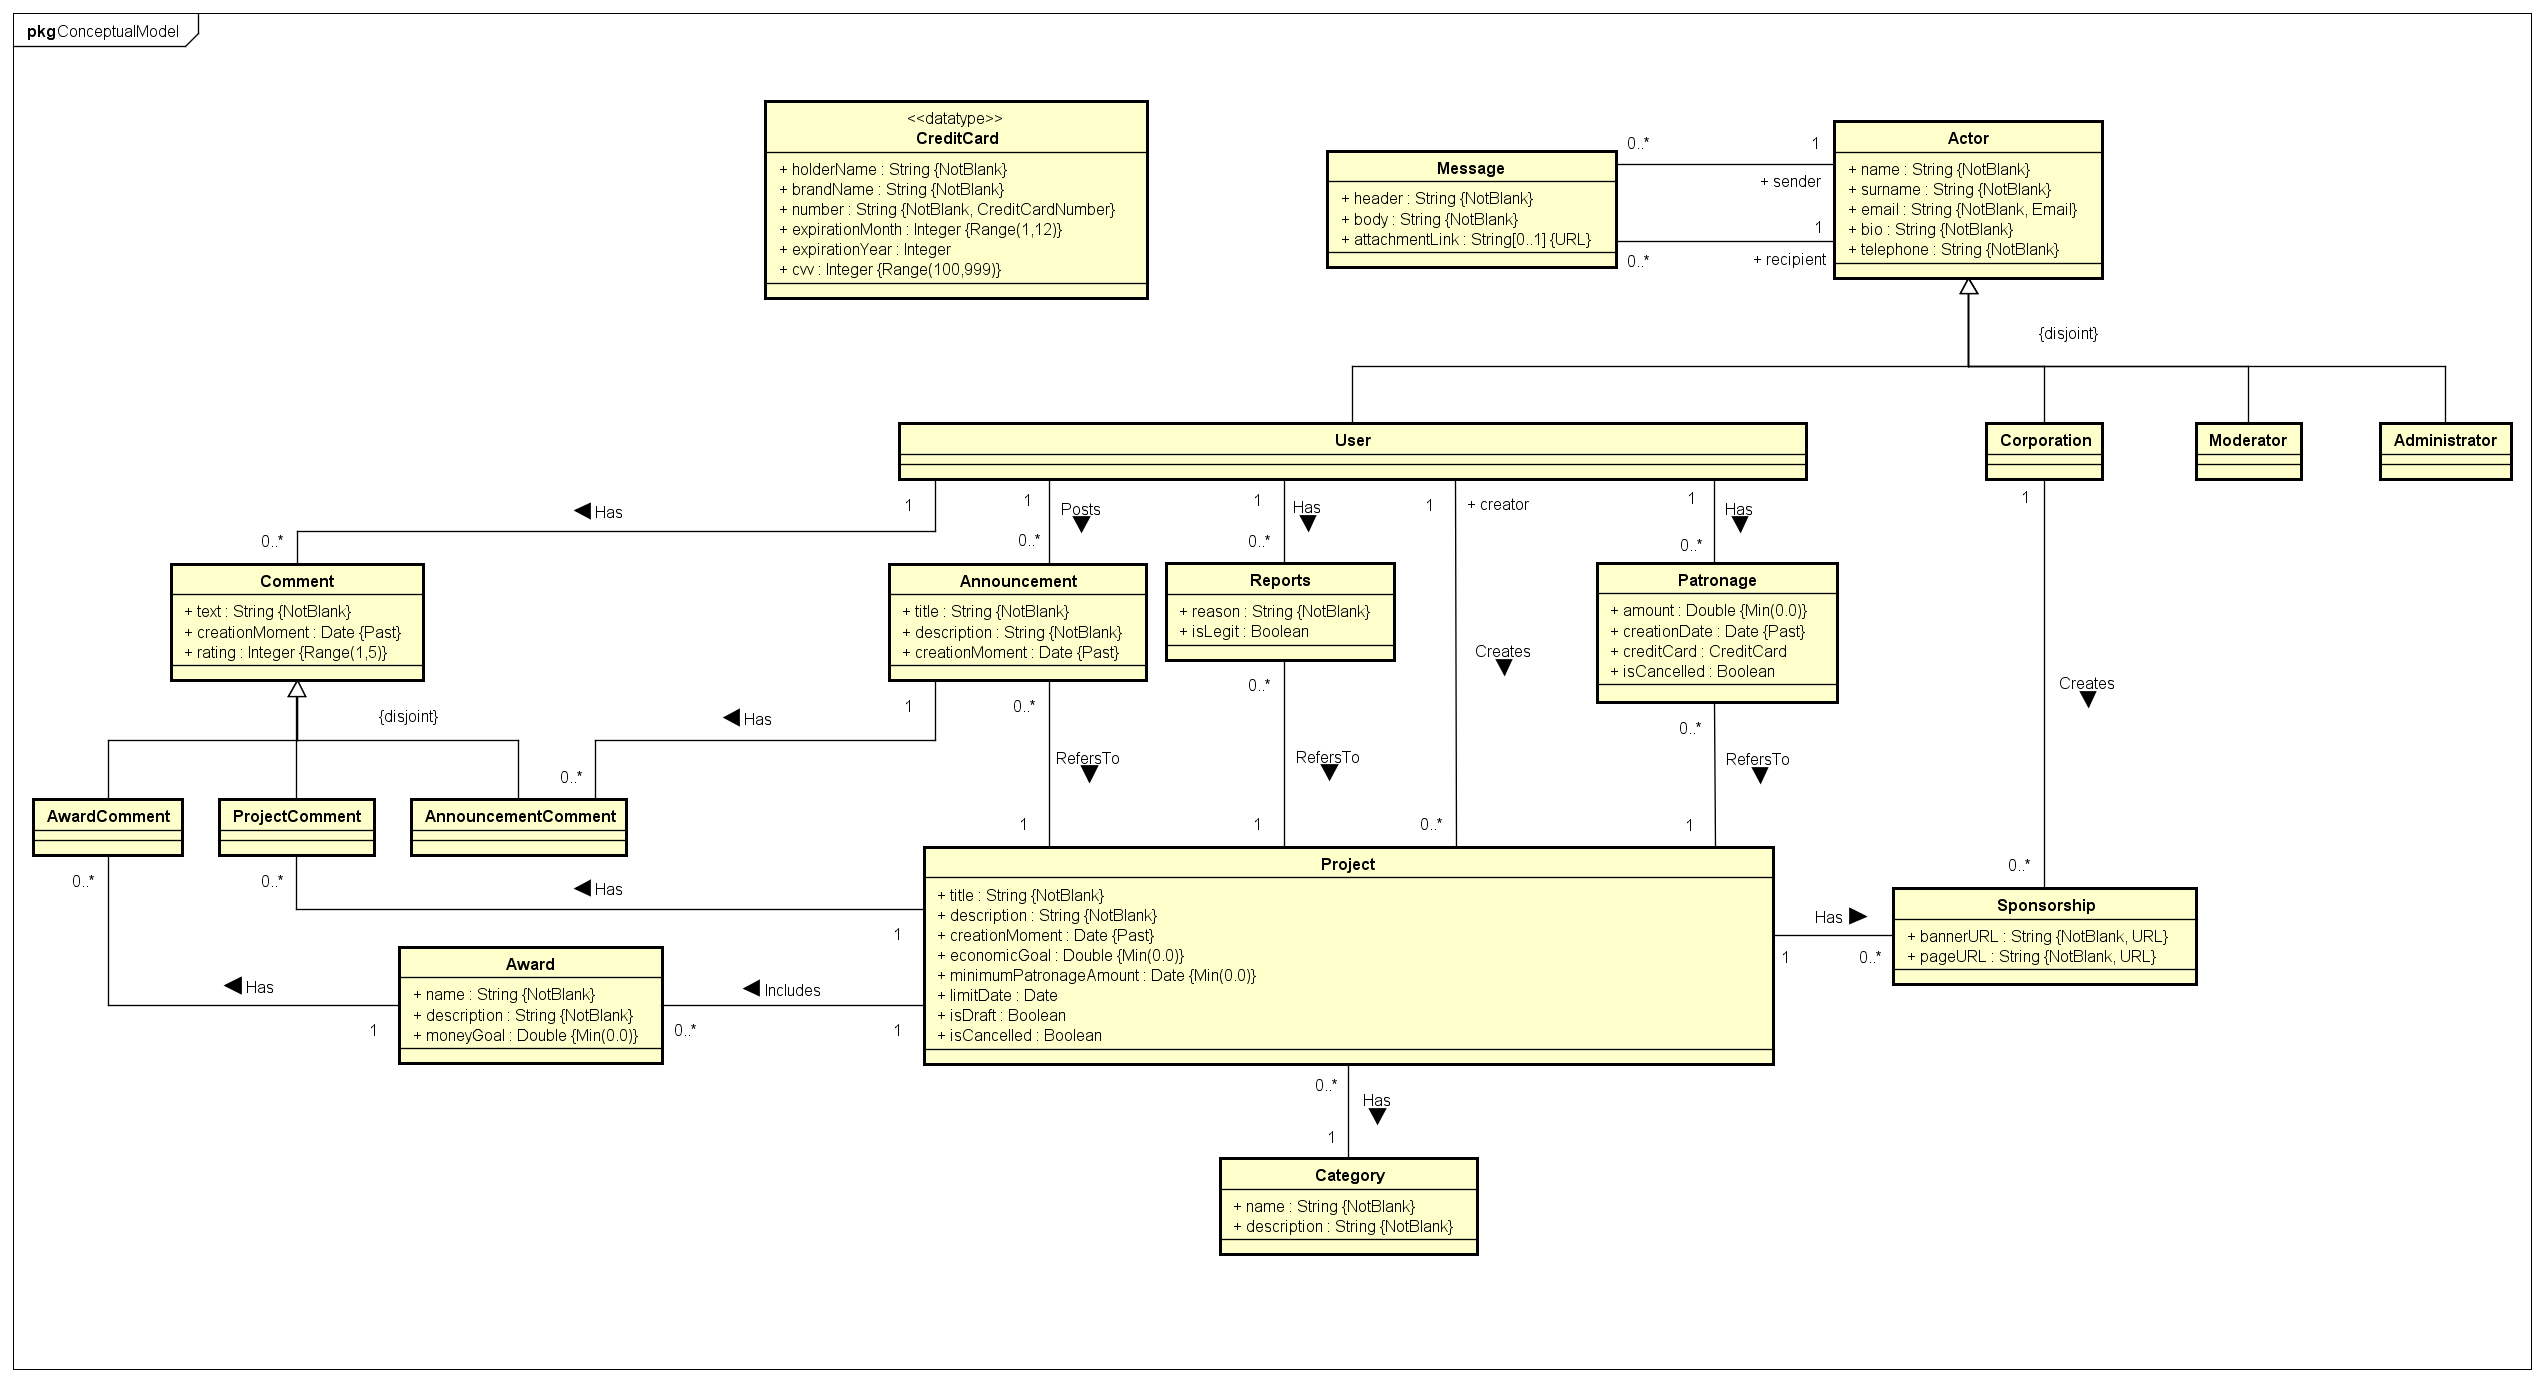 pkg ConceptualModel
<<datatype>>
CreditCard
+ holderName : String {NotBlank}
+ brandName : String {NotBlank}
+ number : String {NotBlank, CreditCardNumber}
+ expirationMonth : Integer {Range(1,12)}
+ expirationYear : Integer
+ cvv : Integer {Range(100,999)}
Message
+ header : String {NotBlank}
+ body : String {NotBlank}
+ attachmentLink : String[0..1] {URL}
0..*
1
+ sender
1
0..*
+ recipient
Actor
+ name : String {NotBlank}
+ surname : String {NotBlank}
+ email : String {NotBlank, Email}
+ bio : String {NotBlank}
+ telephone : String {NotBlank}
{disjoint}
User
Corporation
Moderator
Administrator
Has
1
0..*
1
Posts
0..*
1
Has
0..*
1
+ creator
Creates
0..*
1
Has
0..*
1
Creates
0..*
Comment
+ text : String {NotBlank}
+ creationMoment : Date {Past}
+ rating : Integer {Range(1,5)}
Announcement
+ title : String {NotBlank}
+ description : String {NotBlank}
+ creationMoment : Date {Past}
Reports
+ reason : String {NotBlank}
+ isLegit : Boolean
Patronage
+ amount : Double {Min(0.0)}
+ creationDate : Date {Past}
+ creditCard : CreditCard
+ isCancelled : Boolean
{disjoint}
Has
1
0..*
0..*
RefersTo
1
0..*
RefersTo
1
0..*
RefersTo
1
AwardComment
ProjectComment
AnnouncementComment
0..*
0..*
Has
1
Project
+ title : String {NotBlank}
+ description : String {NotBlank}
+ creationMoment : Date {Past}
+ economicGoal : Double {Min(0.0)}
+ minimumPatronageAmount : Date {Min(0.0)}
+ limitDate : Date
+ isDraft : Boolean
+ isCancelled : Boolean
Has
1
0..*
Sponsorship
+ bannerURL : String {NotBlank, URL}
+ pageURL : String {NotBlank, URL}
Has
1
Award
+ name : String {NotBlank}
+ description : String {NotBlank}
+ moneyGoal : Double {Min(0.0)}
Includes
0..*
1
0..*
Has
1
Category
+ name : String {NotBlank}
+ description : String {NotBlank}